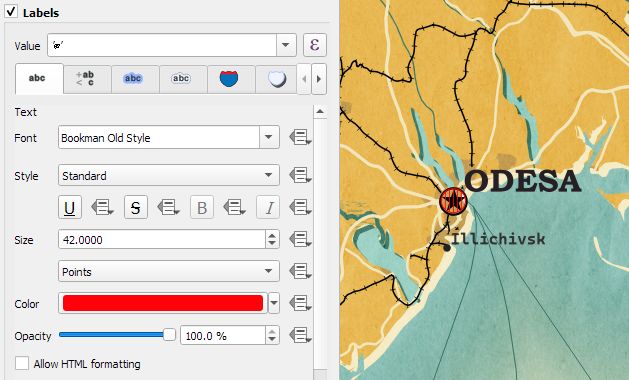 Labels
Value
abc
+ab
< c
abc
abc
Text
Font
Bookman Old Style
Style
Standard
U
S
B
I
Size
42.0000
Points
Color
Opacity
100.0 %
Allow HTML formatting
ODESA
Illichivsk